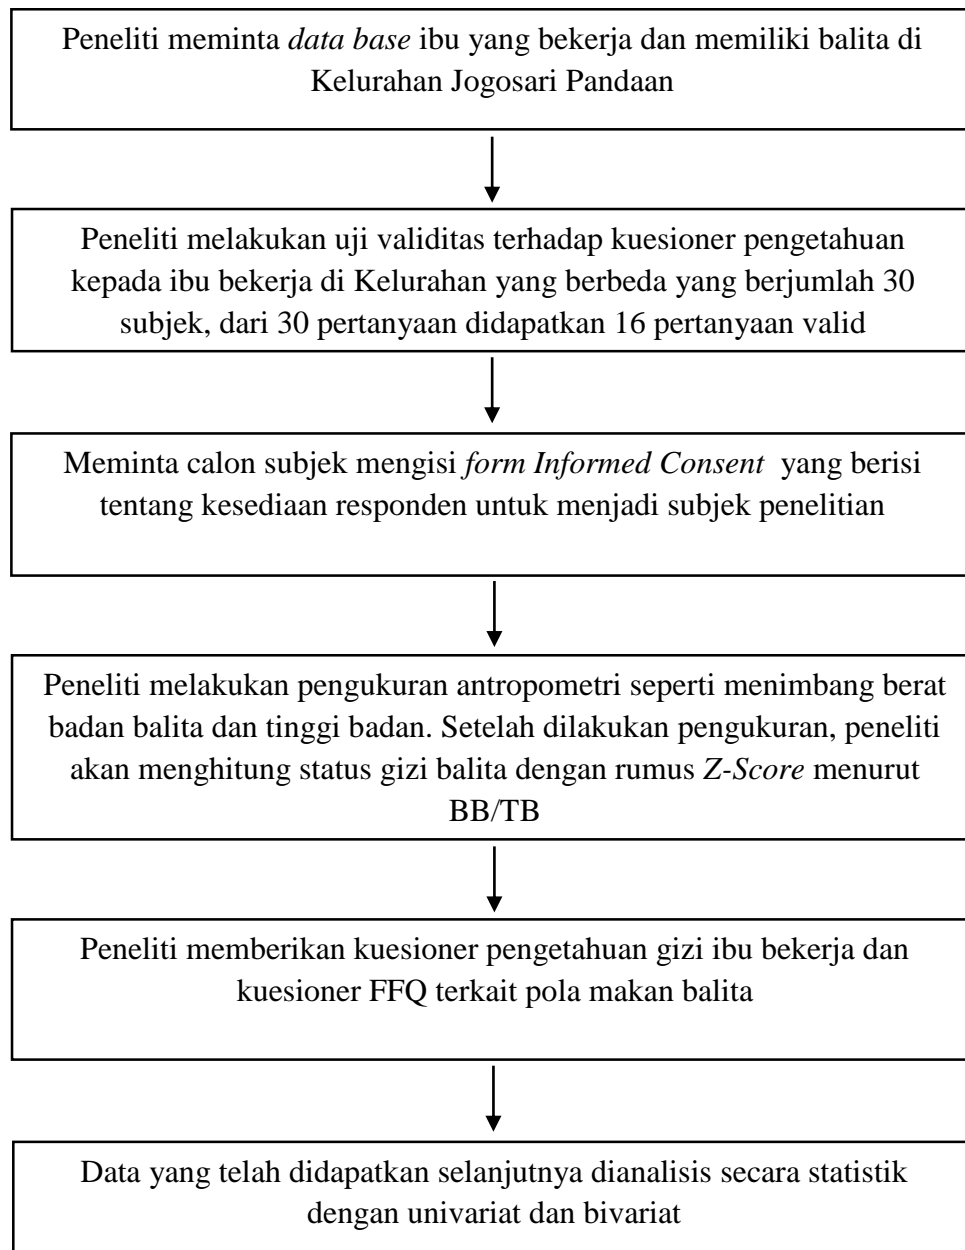 Peneliti meminta data base ibu yang bekerja dan memiliki balita di
Kelurahan Jogosari Pandaan
Peneliti melakukan uji validitas terhadap kuesioner pengetahuan
kepada ibu bekerja di Kelurahan yang berbeda yang berjumlah 30
subjek, dari 30 pertanyaan didapatkan 16 pertanyaan valid
Meminta calon subjek mengisi form Informed Consent yang berisi
tentang kesediaan responden untuk menjadi subjek penelitian
Peneliti melakukan pengukuran antropometri seperti menimbang berat
badan balita dan tinggi badan. Setelah dilakukan pengukuran, peneliti
akan menghitung status gizi balita dengan rumus Z-Score menurut
BB/TB
Peneliti memberikan kuesioner pengetahuan gizi ibu bekerja dan
kuesioner FFQ terkait pola makan balita
Data yang telah didapatkan selanjutnya dianalisis secara statistik
dengan univariat dan bivariat